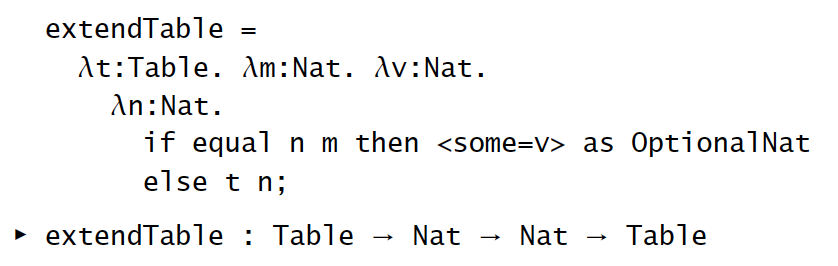 extendTable =
λt:Table. λm:Nat. λv:Nat.
λn:Nat.
if equal n m then <some=v> as OptionalNat
else t n;
▸ extendTable : Table → Nat → Nat → Table